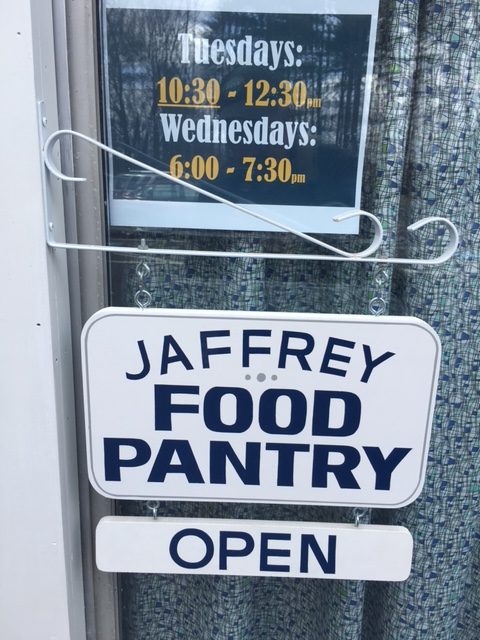 Tuesdays:
10:30 - 12:30pm
Wednesdays:
6:00 - 7:30pm
JAFFREY
FOOD
PANTRY
OPEN